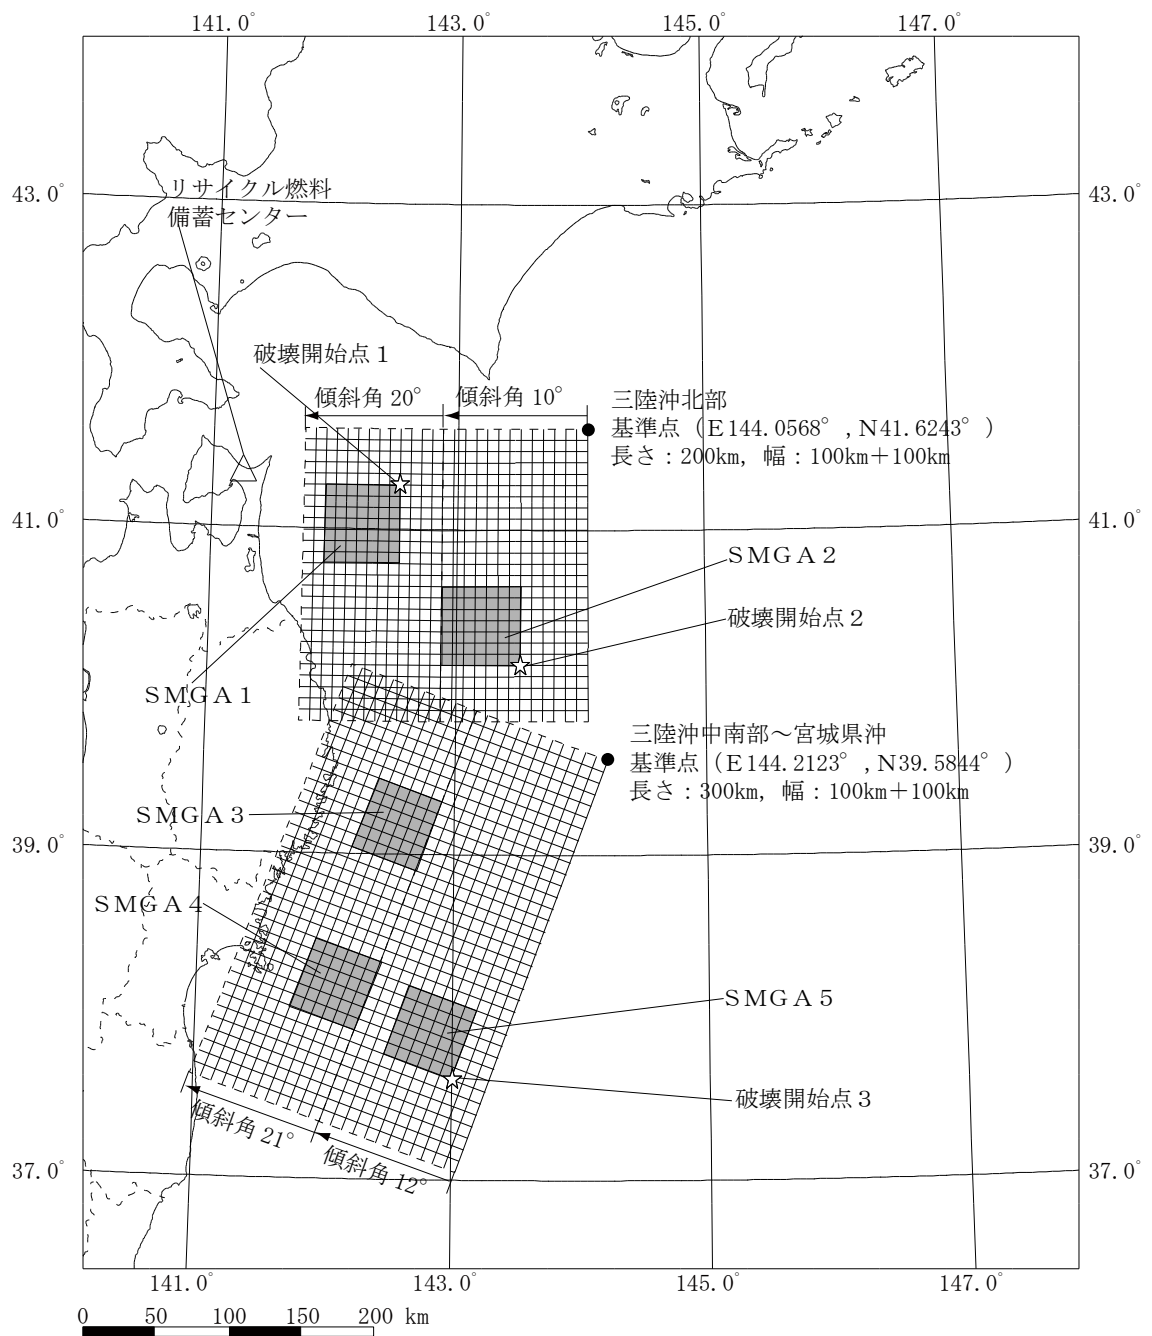 141.0° 143.0° 145.0° 147.0°
43.0° 43.0°
リサイクル燃料
備蓄センター
破壊開始点1
傾斜角 20° 傾斜角 10°
三陸沖北部
基準点（E144.0568°,N41.6243°）
長さ：200km, 幅：100km＋100km
41.0° 41.0°
SMGA2
破壊開始点2
SMGA1
三陸沖中南部～宮城県沖
基準点（E144.2123°,N39.5844°）
長さ：300km, 幅：100km＋100km
SMGA3
39.0° 39.0°
SMGA4
SMGA5
破壊開始点3
傾斜角 21°
傾斜角 12°
37.0° 37.0°
141.0° 143.0° 145.0° 147.0°
0 50 100 150 200 km